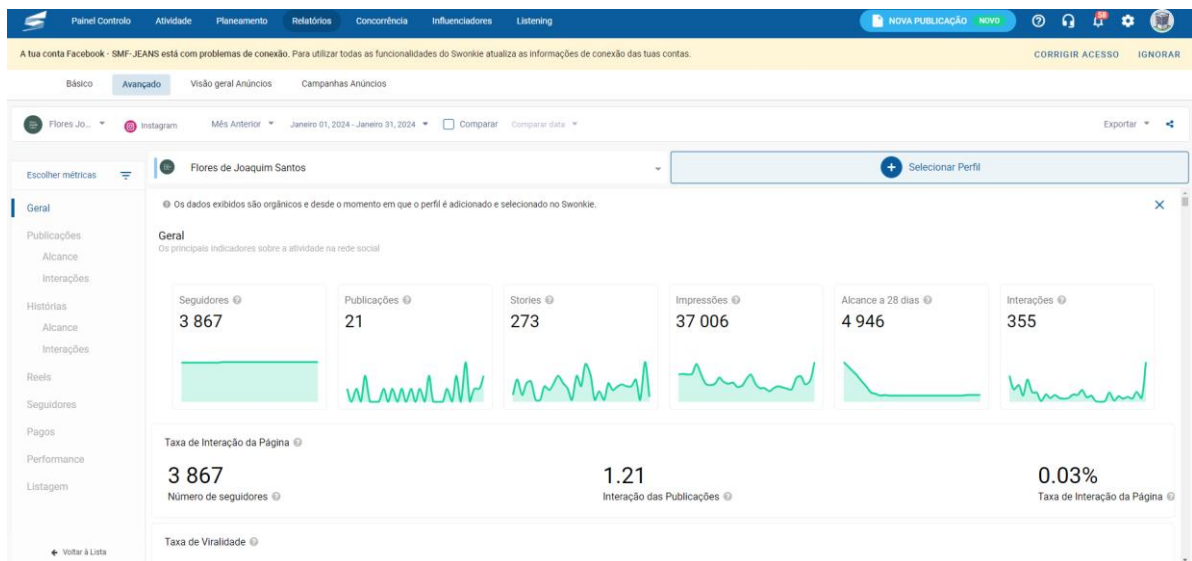 Painel Controlo Atividade Planeamento Relatórios Concorrência Influenciadores Listening NOVA PUBLICAÇÃO NOVO 58
A tua conta Facebook - SMF-JEANS está com problemas de conexão. Para utilizar todas as funcionalidades do Swonkie atualiza as informações de conexão das tuas contas. CORRIGIR ACESSO IGNORAR
Básico Avançado Visão geral Anúncios Campanhas Anúncios
Flores Jo... Instagram Mês Anterior Janeiro 01, 2024 - Janeiro 31, 2024 Comparar Comparar data Exportar
Escolher métricas
Geral
Publicações
Alcance
Interações
Histórias
Alcance
Interações
Reels
Seguidores
Pagos
Performance
Listagem
Voltar à Lista
Flores de Joaquim Santos Selecionar Perfil
Os dados exibidos são orgânicos e desde o momento em que o perfil é adicionado e selecionado no Swonkie.
Geral
Os principais indicadores sobre a atividade na rede social
Seguidores
3 867
Publicações
21
Stories
273
Impressões
37 006
Alcance a 28 dias
4 946
Interações
355
Taxa de Interação da Página
3 867
Número de seguidores
1.21
Interação das Publicações
0.03%
Taxa de Interação da Página
Taxa de Viralidade